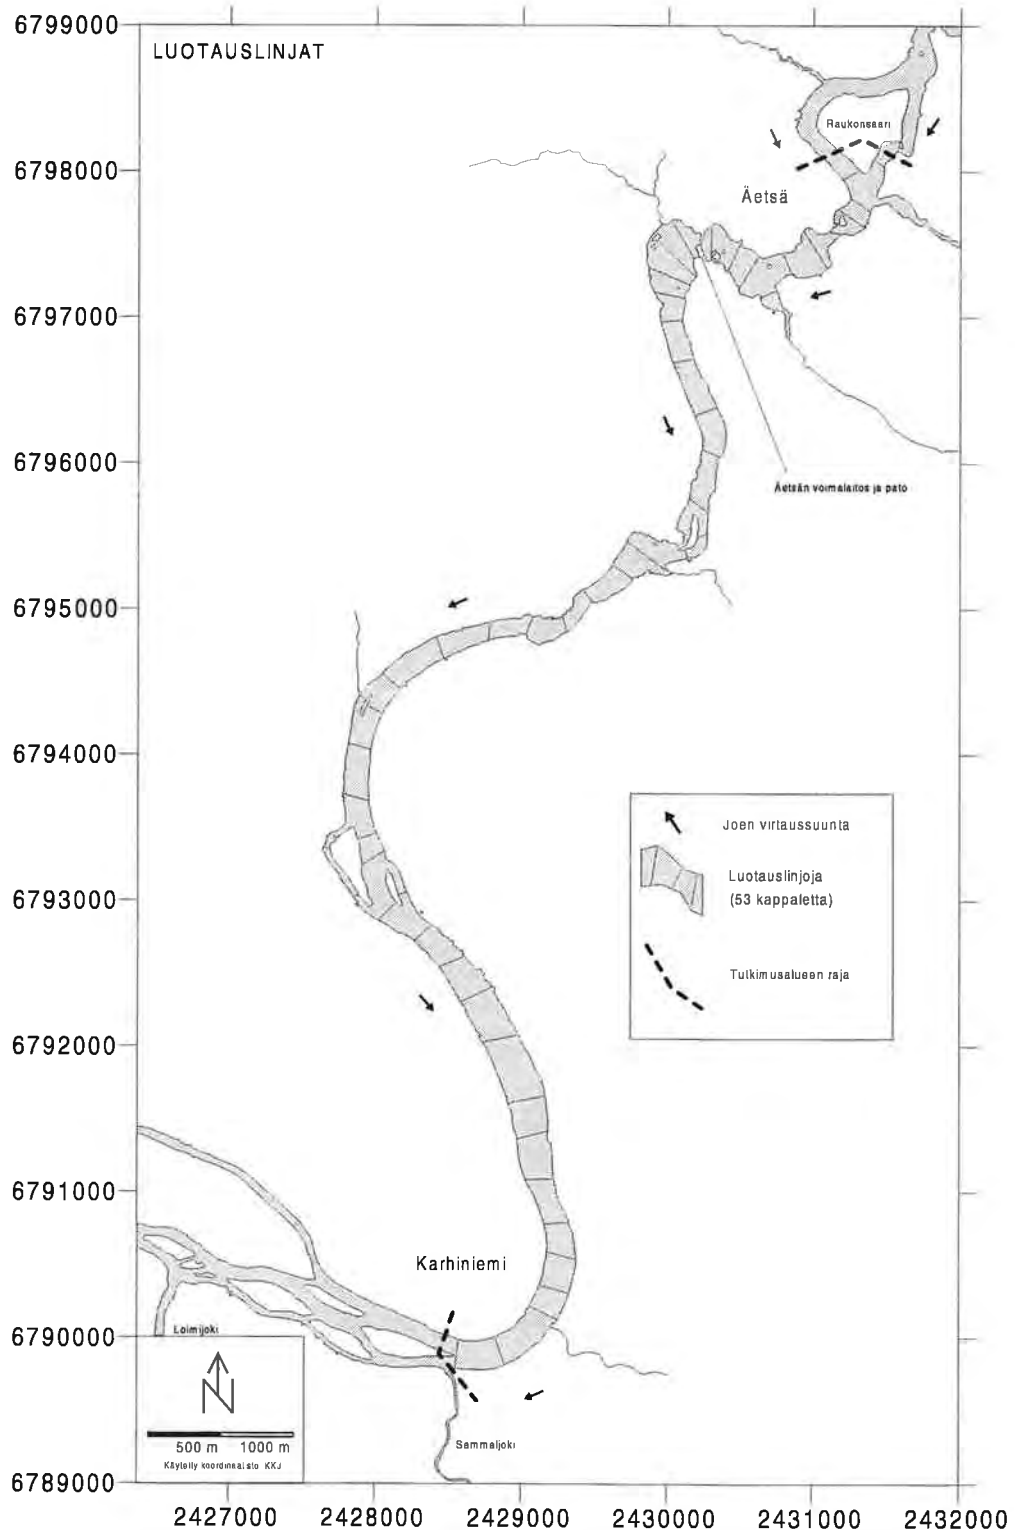 6799000
LUOTAUSLINJAT
Raukonsaari
6798000
Äetsä
6797000
6796000
Äetsän voimalaitos ja pato
6795000
6794000
Joen virtaussuunta
Luotauslinjoja
(53 kappaletta)
6793000
Tulkimusalueen raja
6792000
6791000
Karhiniemi
6790000
Loimijoki
N
500 m 1000 m
Käytetty koordinaatisto KKJ
Sammaljoki
6789000
2427000 2428000 2429000 2430000 2431000 2432000